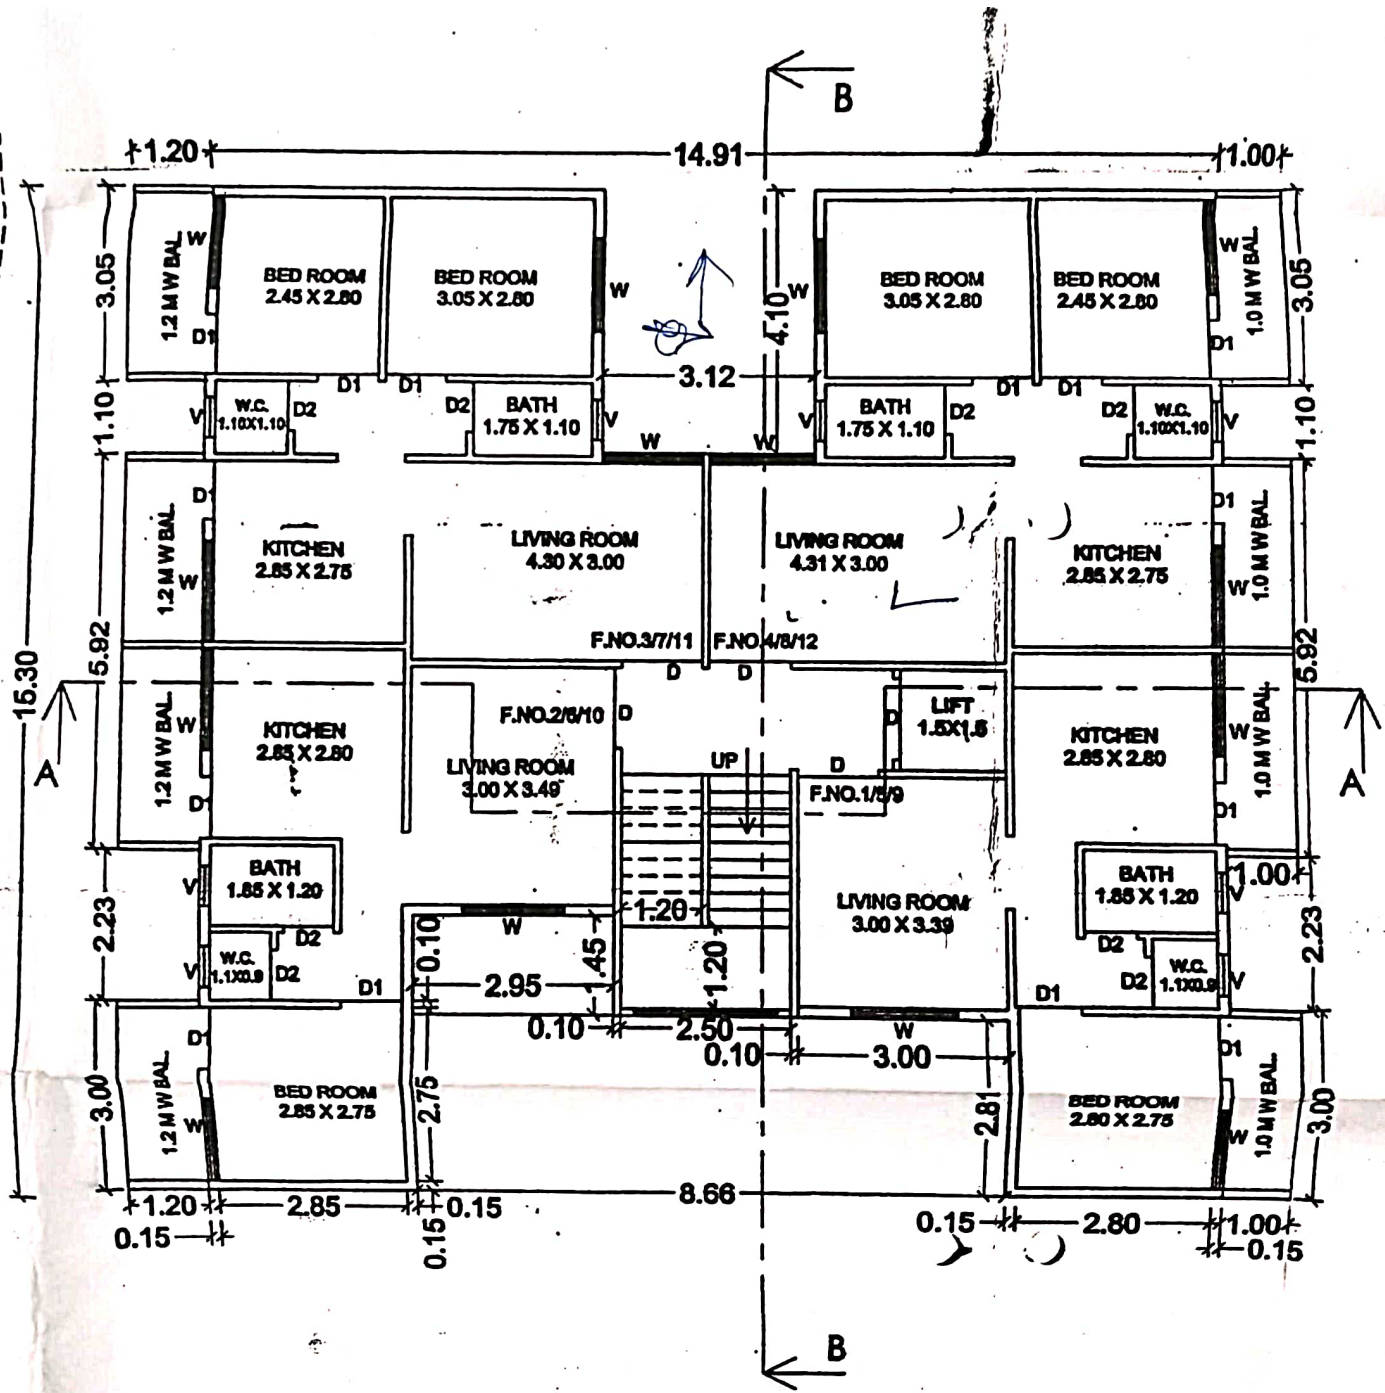 B
1.20
14.91
1.00
3.05
1.2 M W BAL.
W
D1
BED ROOM
2.45 X 2.80
BED ROOM
3.05 X 2.80
W
4.10
W
BED ROOM
3.05 X 2.80
BED ROOM
2.45 X 2.80
W
D1
1.0 M W BAL.
3.05
3.12
D1
D1
D1
D1
1.10
V
W.C.
1.10X1.10
D2
D2
BATH
1.75 X 1.10
V
W
W
V
BATH
1.75 X 1.10
D2
D2
W.C.
1.10X1.10
V
1.10
D1
1.2 M W BAL.
W
KITCHEN
2.85 X 2.75
LIVING ROOM
4.30 X 3.00
LIVING ROOM
4.31 X 3.00
KITCHEN
2.85 X 2.75
D1
W
1.0 M W BAL.
F.NO.3/7/11
F.NO.4/8/12
15.30
5.92
5.92
D
D
A
1.2 M W BAL.
W
D1
KITCHEN
2.85 X 2.80
F.NO.2/6/10
D
LIVING ROOM
3.00 X 3.49
UP
D
F.NO.1/5/9
D
LIFT
1.5X1.5
KITCHEN
2.85 X 2.80
W
D1
1.0 M W BAL.
A
2.23
V
BATH
1.85 X 1.20
V
W.C.
1.1X0.9
D2
D2
D1
0.10
W
2.95
1.45
1.20
1.20
LIVING ROOM
3.00 X 3.39
BATH
1.85 X 1.20
D2
D2
W.C.
1.1X0.9
D1
V
V
1.00
2.23
0.10
2.50
0.10
W
3.00
3.00
D1
1.2 M W BAL.
W
BED ROOM
2.85 X 2.75
2.75
2.81
BED ROOM
2.80 X 2.75
D1
W
1.0 M W BAL.
3.00
1.20
2.85
0.15
8.66
0.15
2.80
1.00
0.15
0.15
0.15
B